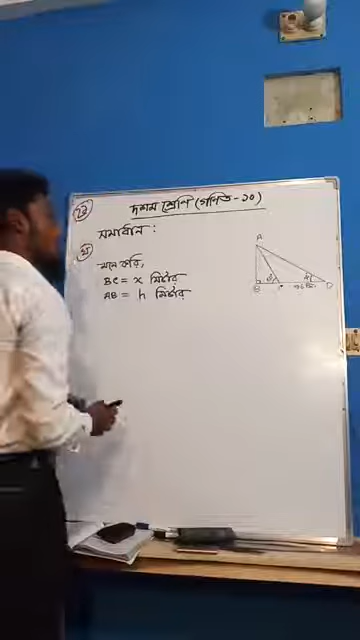 দশম শ্রেণি (গণিত-১০)
সমাধান :
মনে করি,
BC = x মিটার
AB = h মিটার
A
B C D